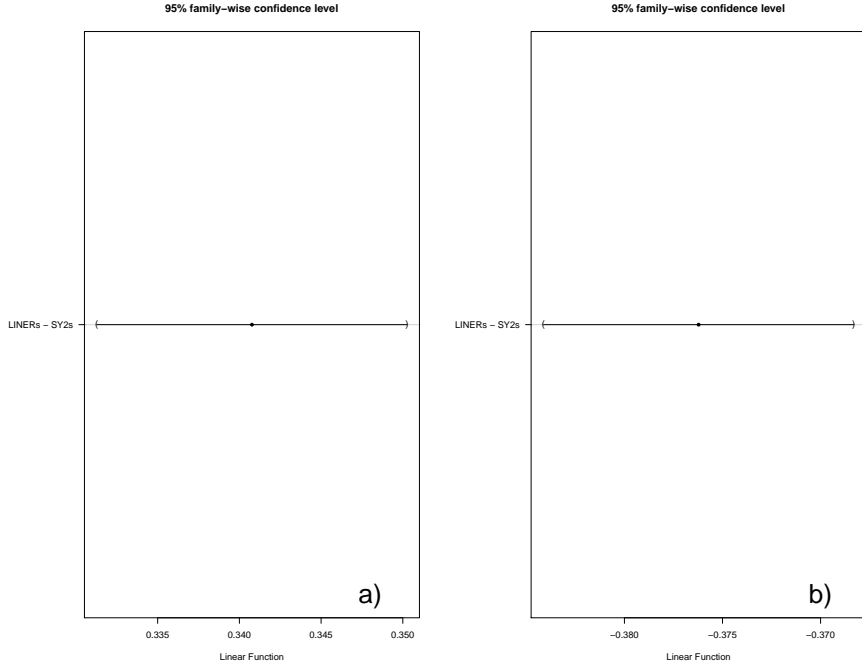 95% family−wise confidence level
LINERs − SY2s
0.335 0.340 0.345 0.350
Linear Function
a)
95% family−wise confidence level
LINERs − SY2s
−0.380 −0.375 −0.370
Linear Function
b)